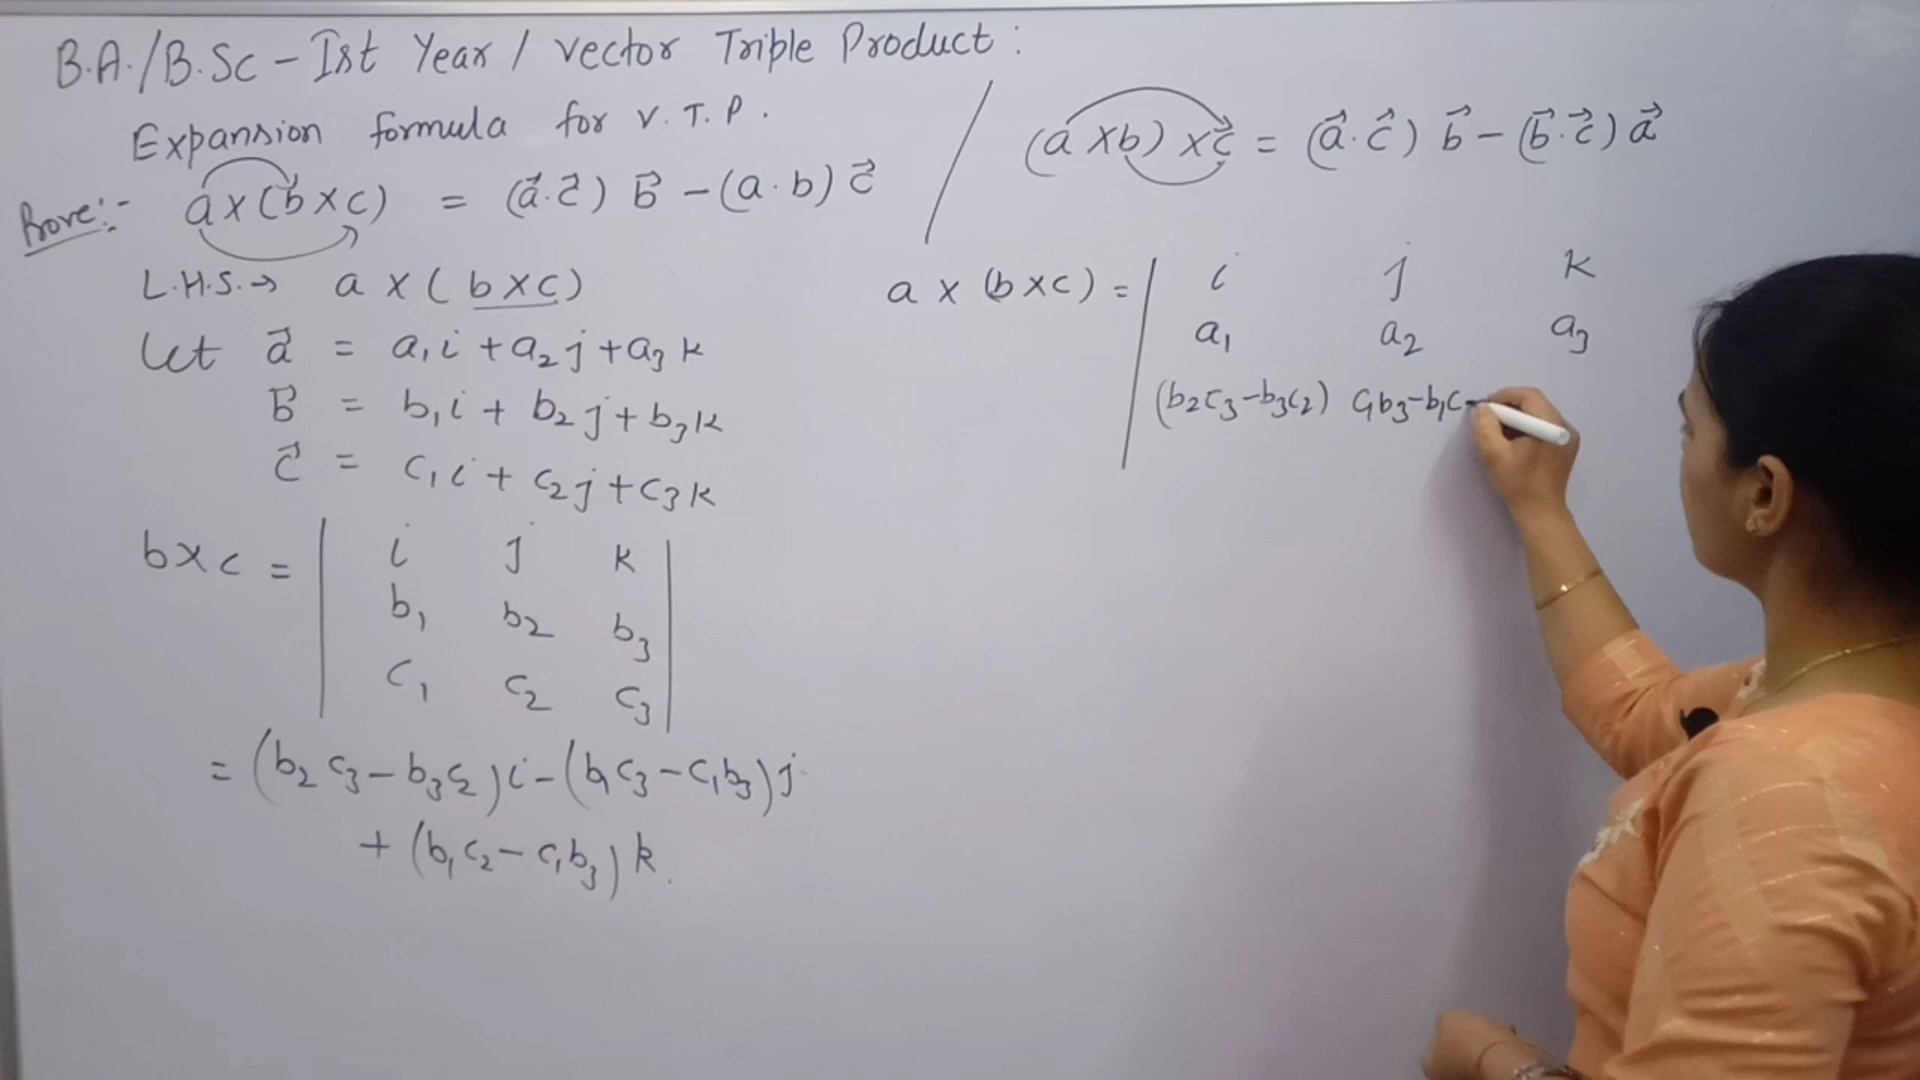 B.A./B.Sc - Ist Year / Vector Triple Product :
Expansion formula for V.T.P.
Prove:- a×(b×c) = (a⃗·c⃗) b⃗ - (a·b) c⃗
L.H.S.→ a × (b×c)
Let a⃗ = a₁i + a₂j + a₃k
b⃗ = b₁i + b₂j + b₃k
c⃗ = c₁i + c₂j + c₃k
b×c = | i j k
b₁ b₂ b₃
c₁ c₂ c₃ |
= (b₂c₃ - b₃c₂)i - (b₁c₃ - c₁b₃)j
+ (b₁c₂ - c₁b₃)k.
(a×b)×c⃗ = (a⃗·c⃗) b⃗ - (b⃗·c⃗) a⃗
a × (b×c) = | i j k
a₁ a₂ a₃
(b₂c₃-b₃c₂) c₁b₃-b₁c